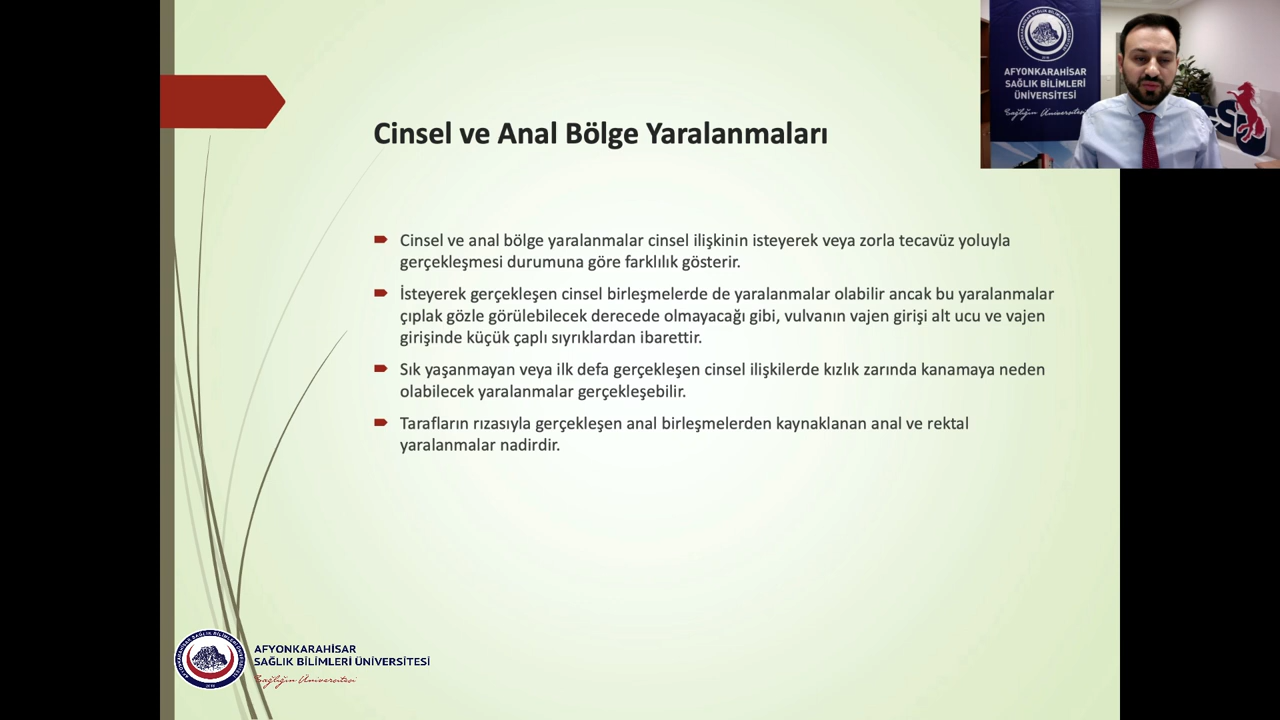 Cinsel ve Anal Bölge Yaralanmaları
Cinsel ve anal bölge yaralanmalar cinsel ilişkinin isteyerek veya zorla tecavüz yoluyla
gerçekleşmesi durumuna göre farklılık gösterir.
İsteyerek gerçekleşen cinsel birleşmelerde de yaralanmalar olabilir ancak bu yaralanmalar
çıplak gözle görülebilecek derecede olmayacağı gibi, vulvanın vajen girişi alt ucu ve vajen
girişinde küçük çaplı sıyrıklardan ibarettir.
Sık yaşanmayan veya ilk defa gerçekleşen cinsel ilişkilerde kızlık zarında kanamaya neden
olabilecek yaralanmalar gerçekleşebilir.
Tarafların rızasıyla gerçekleşen anal birleşmelerden kaynaklanan anal ve rektal
yaralanmalar nadirdir.
AFYONKARAHİSAR
SAĞLIK BİLİMLERİ ÜNİVERSİTESİ
Sağlığın Üniversitesi
AFYONKARAHİSAR
SAĞLIK BİLİMLERİ
ÜNİVERSİTESİ
Sağlığın Üniversitesi